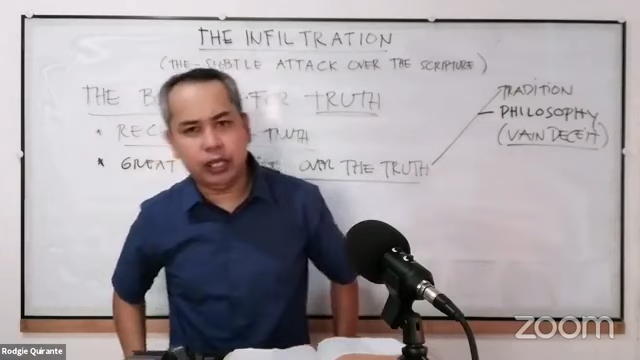 THE INFILTRATION
(THE SUBTLE ATTACK OVER THE SCRIPTURE)
THE B FOR TRUTH
• REC TRUTH
• GREAT OVER THE TRUTH
TRADITION
PHILOSOPHY
(VAIN DECEIT)
zoom
Rodgie Quirante